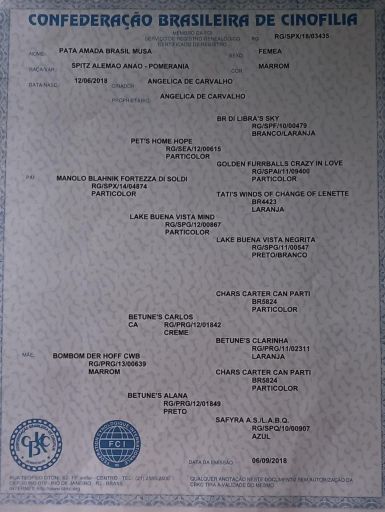 CONFEDERAÇÃO BRASILEIRA DE CINOFILIA
MEMBRO DA FCI
SERVIÇO DE REGISTRO GENEALÓGICO
CERTIFICADO DE REGISTRO
RG RG/SPX/18/03435
NOME: PATA AMADA BRASIL MUSA SEXO: FEMEA
RAÇA/VAR. SPITZ ALEMAO ANAO - POMERANIA COR MARROM
DATA/NASC. 12/06/2018 CRIADOR ANGELICA DE CARVALHO
PROPRIETÁRIO ANGELICA DE CARVALHO
BR DI LIBRA'S SKY
RG/SPF/10/00479
BRANCO/LARANJA
PET'S HOME HOPE
RG/SEA/12/00615
PARTICOLOR
GOLDEN FURRBALLS CRAZY IN LOVE
RG/SPAI/11/09400
PARTICOLOR
PAI: MANOLO BLAHNIK FORTEZZA DI SOLDI
RG/SPX/14/04874
PARTICOLOR
TATI'S WINDS OF CHANGE OF LENETTE
BR4423
LARANJA
LAKE BUENA VISTA MIND
RG/SPG/12/00867
PARTICOLOR
LAKE BUENA VISTA NEGRITA
RG/SPG/11/00547
PRETO/BRANCO
CHARS CARTER CAN PARTI
BR5824
PARTICOLOR
BETUNE'S CARLOS
CA RG/PRG/12/01842
CREME
BETUNE'S CLARINHA
RG/PRG/11/02311
LARANJA
MÃE: BOMBOM DER HOFF CWB
RG/PRG/13/00639
MARROM
CHARS CARTER CAN PARTI
BR5824
PARTICOLOR
BETUNE'S ALANA
RG/PRG/12/01849
PRETO
SAFYRA A.S./L.A.B.Q.
RG/SPQ/10/00907
AZUL
FCI
DATA DA EMISSÃO 06/09/2018
QUALQUER ANOTAÇÃO NESTE DOCUMENTO SEM AUTORIZAÇÃO DA
CBKC TIRA A VALIDADE DO MESMO
RIO DE JANEIRO - RJ - BRASIL